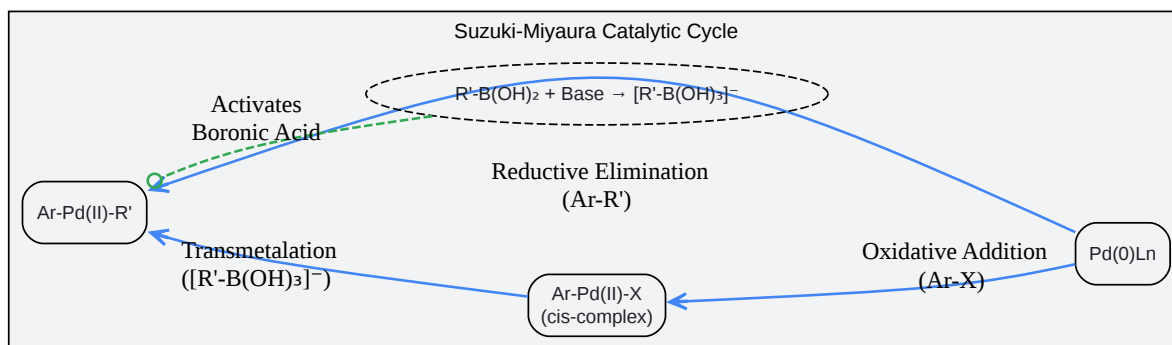 Suzuki-Miyaura Catalytic Cycle
R'-B(OH)₂ + Base → [R'-B(OH)₃]⁻
Activates
Boronic Acid
Reductive Elimination
(Ar-R')
Ar-Pd(II)-R'
Transmetalation
([R'-B(OH)₃]⁻)
Oxidative Addition
(Ar-X)
Pd(0)Ln
Ar-Pd(II)-X
(cis-complex)